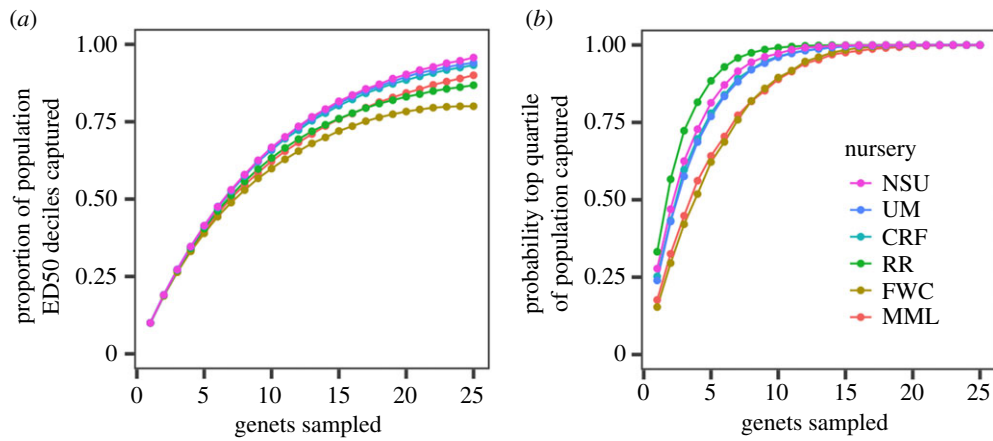 (a)
1.00
0.75
0.50
0.25
0
proportion of population
ED50 deciles captured
0
5
10
15
20
25
genets sampled
(b)
1.00
0.75
0.50
0.25
0
probability top quartile
of population captured
0
5
10
15
20
25
genets sampled
nursery
NSU
UM
CRF
RR
FWC
MML